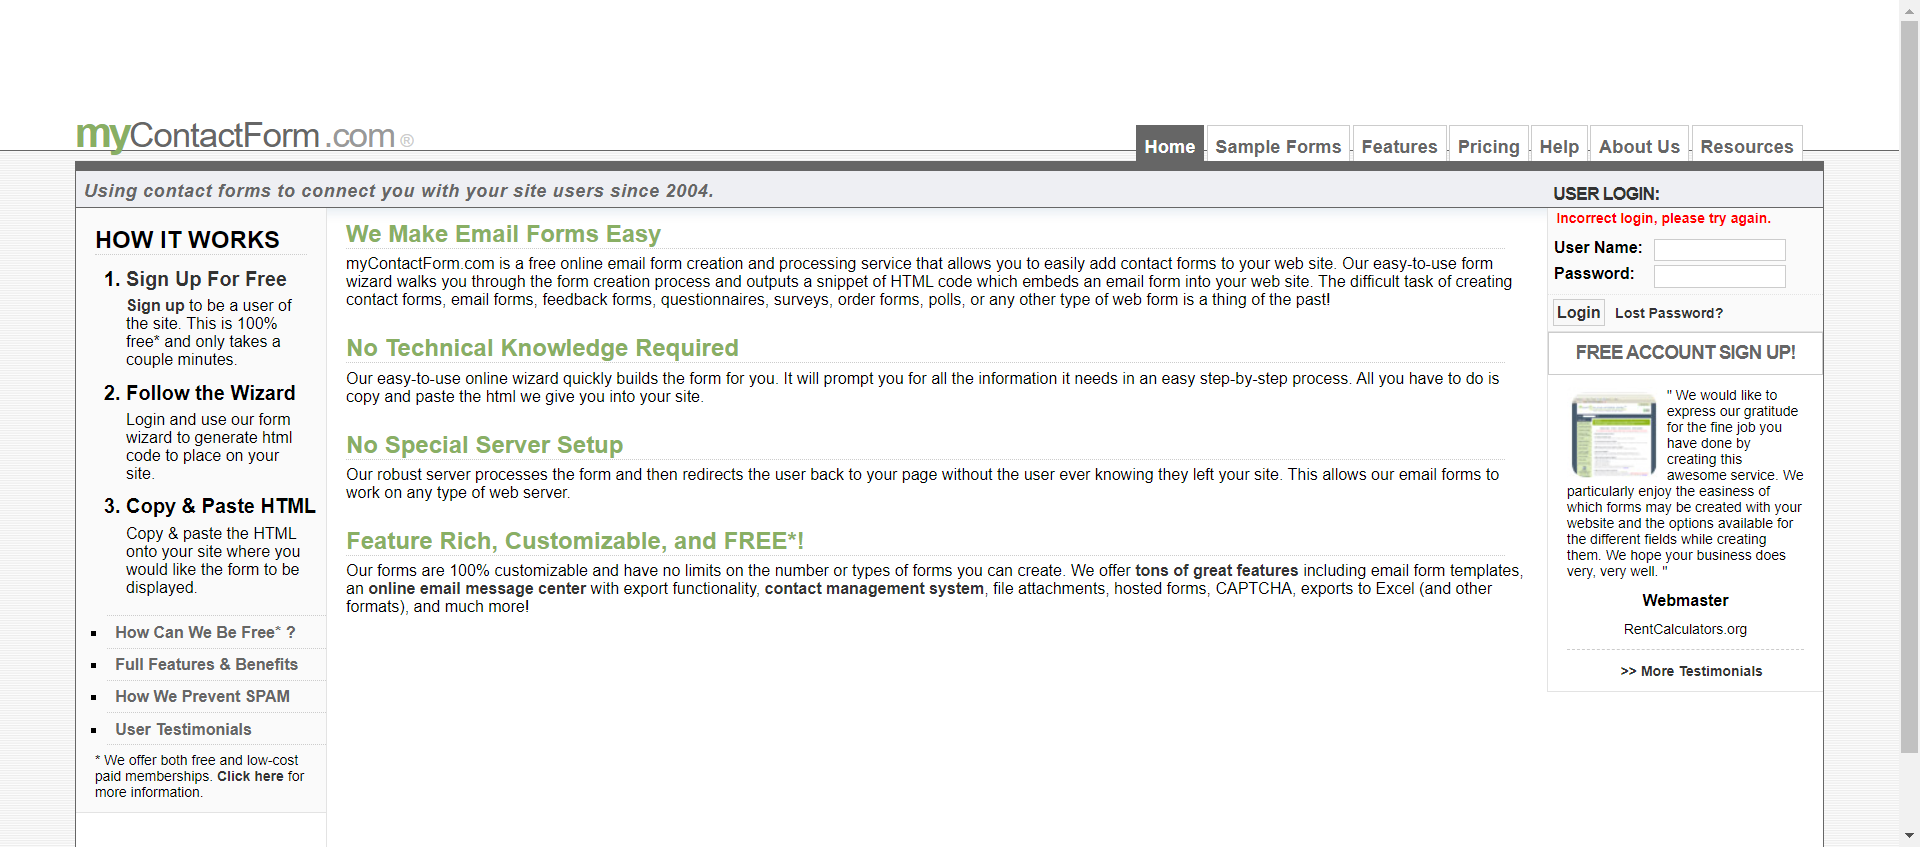 myContactForm.com®
Home
Sample Forms
Features
Pricing
Help
About Us
Resources
Using contact forms to connect you with your site users since 2004.
HOW IT WORKS
1. Sign Up For Free
Sign up to be a user of
the site. This is 100%
free* and only takes a
couple minutes.
2. Follow the Wizard
Login and use our form
wizard to generate html
code to place on your
site.
3. Copy & Paste HTML
Copy & paste the HTML
onto your site where you
would like the form to be
displayed.
How Can We Be Free* ?
Full Features & Benefits
How We Prevent SPAM
User Testimonials
* We offer both free and low-cost
paid memberships. Click here for
more information.
We Make Email Forms Easy
myContactForm.com is a free online email form creation and processing service that allows you to easily add contact forms to your web site. Our easy-to-use form
wizard walks you through the form creation process and outputs a snippet of HTML code which embeds an email form into your web site. The difficult task of creating
contact forms, email forms, feedback forms, questionnaires, surveys, order forms, polls, or any other type of web form is a thing of the past!
No Technical Knowledge Required
Our easy-to-use online wizard quickly builds the form for you. It will prompt you for all the information it needs in an easy step-by-step process. All you have to do is
copy and paste the html we give you into your site.
No Special Server Setup
Our robust server processes the form and then redirects the user back to your page without the user ever knowing they left your site. This allows our email forms to
work on any type of web server.
Feature Rich, Customizable, and FREE*!
Our forms are 100% customizable and have no limits on the number or types of forms you can create. We offer tons of great features including email form templates,
an online email message center with export functionality, contact management system, file attachments, hosted forms, CAPTCHA, exports to Excel (and other
formats), and much more!
USER LOGIN:
Incorrect login, please try again.
User Name:
Password:
Login
Lost Password?
FREE ACCOUNT SIGN UP!
" We would like to
express our gratitude
for the fine job you
have done by
creating this
awesome service. We
particularly enjoy the easiness of
which forms may be created with your
website and the options available for
the different fields while creating
them. We hope your business does
very, very well. "
Webmaster
RentCalculators.org
>> More Testimonials